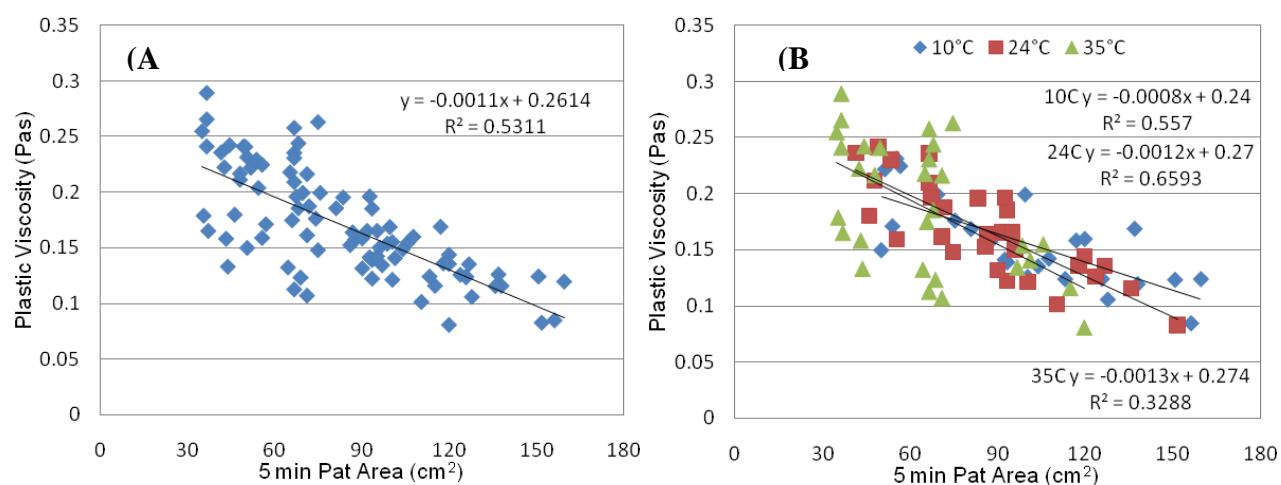 (A
y = -0.0011x + 0.2614
R² = 0.5311
Plastic Viscosity (Pas)
0.35
0.3
0.25
0.2
0.15
0.1
0.05
0
0 30 60 90 120 150 180
5 min Pat Area (cm²)
(B
10°C 24°C 35°C
10C y = -0.0008x + 0.24
R² = 0.557
24C y = -0.0012x + 0.27
R² = 0.6593
35C y = -0.0013x + 0.274
R² = 0.3288
Plastic Viscosity (Pas)
0.35
0.3
0.25
0.2
0.15
0.1
0.05
0
0 30 60 90 120 150 180
5 min Pat Area (cm²)